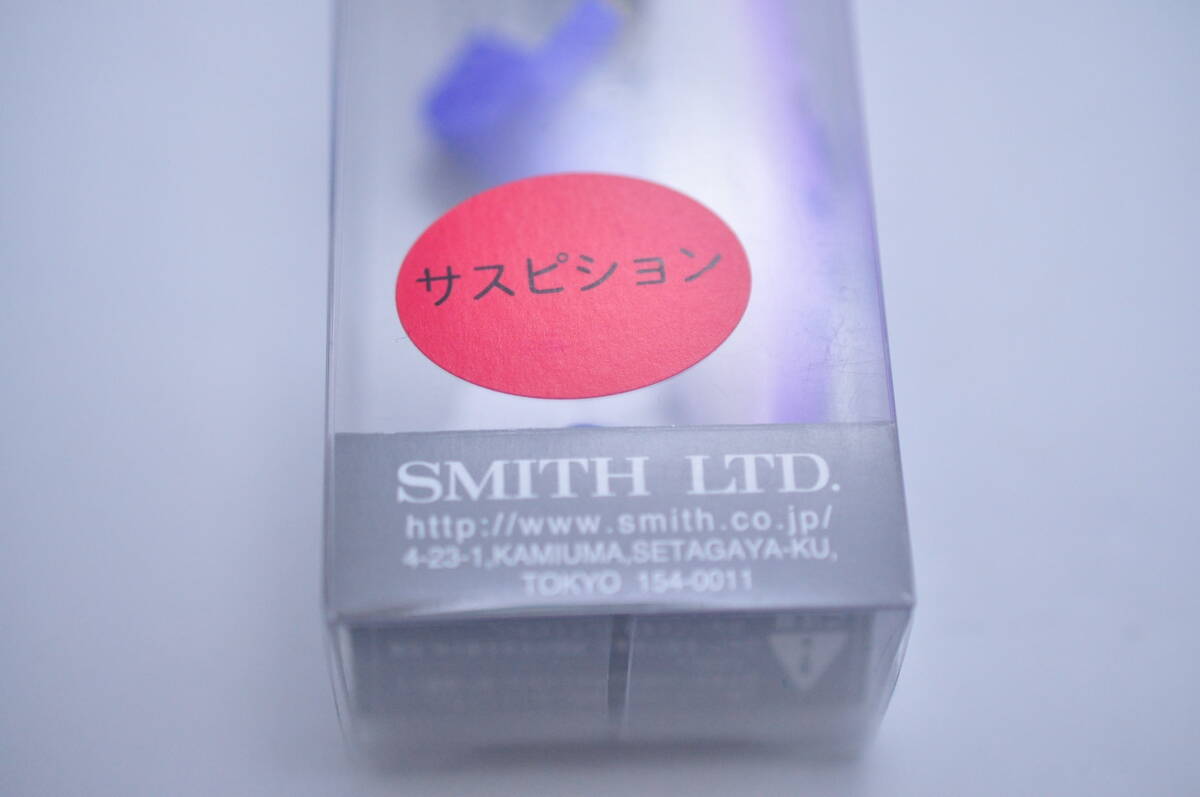 サスピション
SMITH LTD.
http://www.smith.co.jp/
4-23-1,KAMIUMA,SETAGAYA-KU,
TOKYO 154-0011